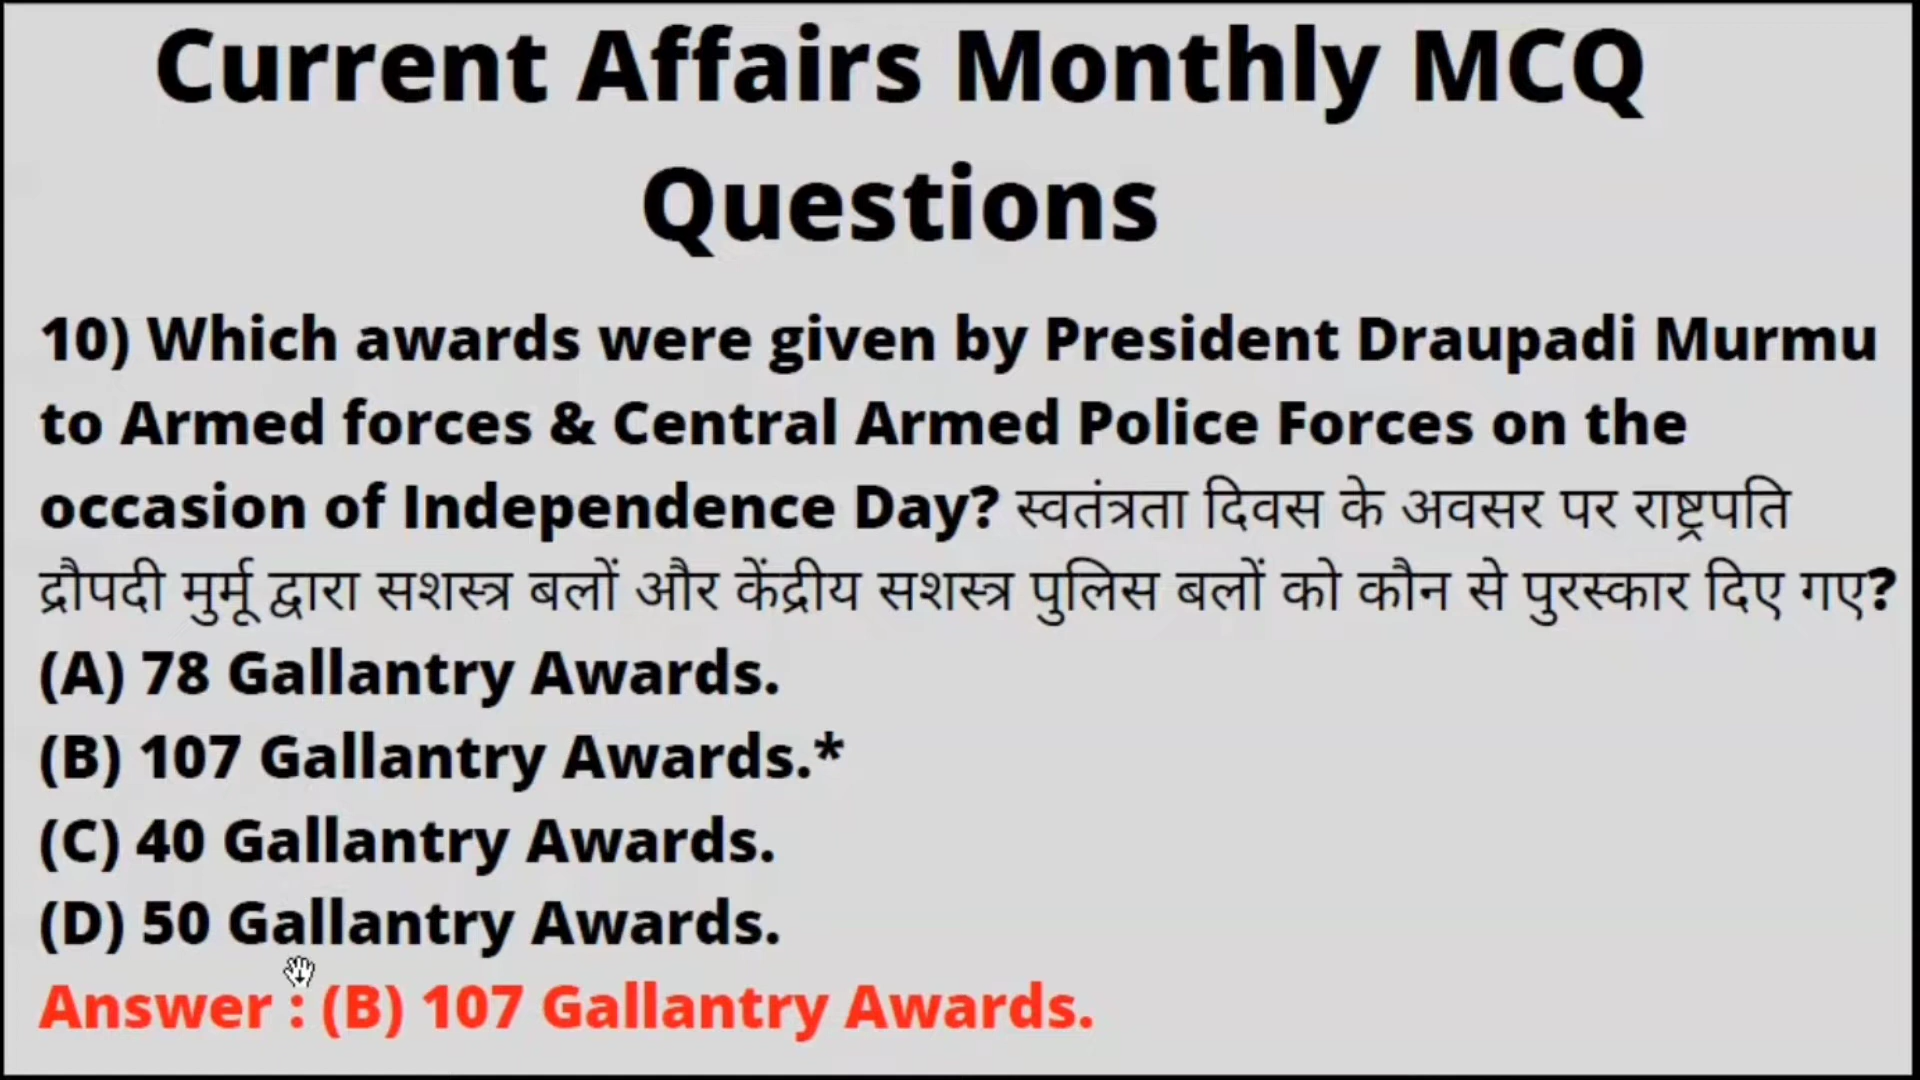 Current Affairs Monthly MCQ
Questions
10) Which awards were given by President Draupadi Murmu
to Armed forces & Central Armed Police Forces on the
occasion of Independence Day? स्वतंत्रता दिवस के अवसर पर राष्ट्रपति
द्रौपदी मुर्मू द्वारा सशस्त्र बलों और केंद्रीय सशस्त्र पुलिस बलों को कौन से पुरस्कार दिए गए?
(A) 78 Gallantry Awards.
(B) 107 Gallantry Awards.*
(C) 40 Gallantry Awards.
(D) 50 Gallantry Awards.
Answer : (B) 107 Gallantry Awards.